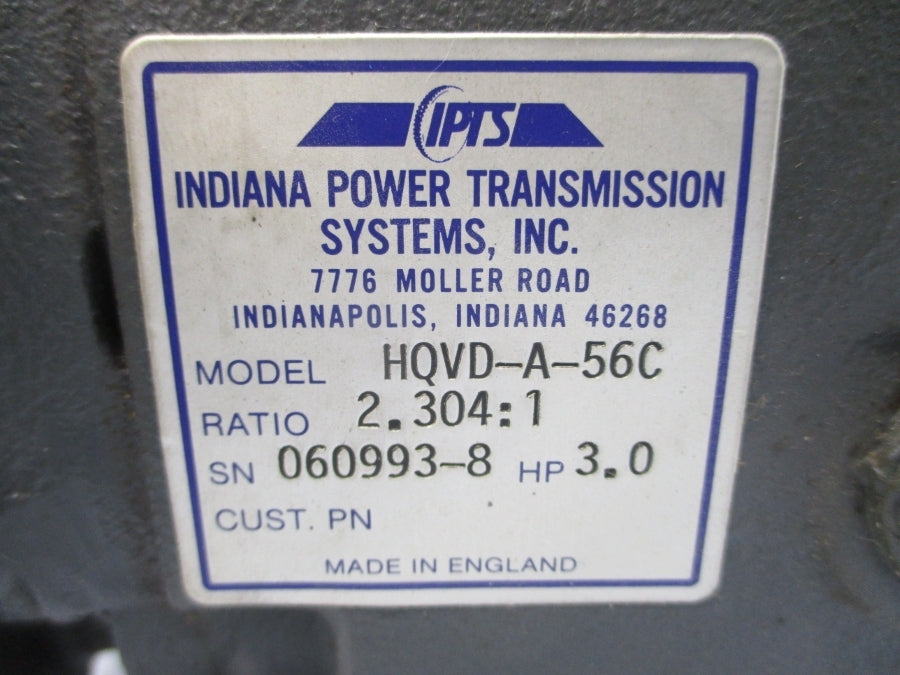 IPTS
INDIANA POWER TRANSMISSION
SYSTEMS, INC.
7776 MOLLER ROAD
INDIANAPOLIS, INDIANA 46268
MODEL HQVD-A-56C
RATIO 2.304:1
SN 060993-8 HP 3.0
CUST. PN
MADE IN ENGLAND